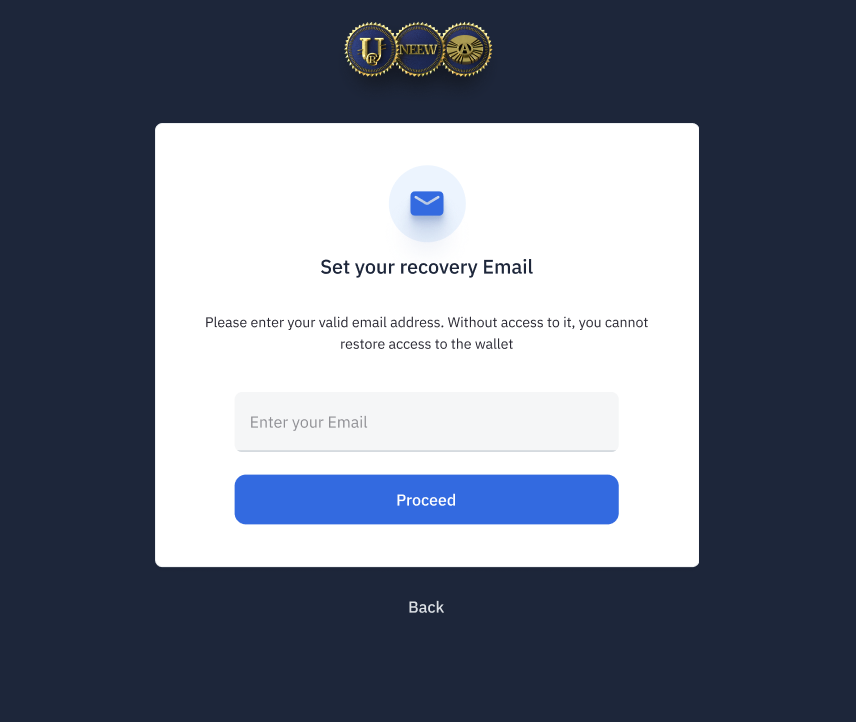 NEEW
Set your recovery Email
Please enter your valid email address. Without access to it, you cannot
restore access to the wallet
Enter your Email
Proceed
Back